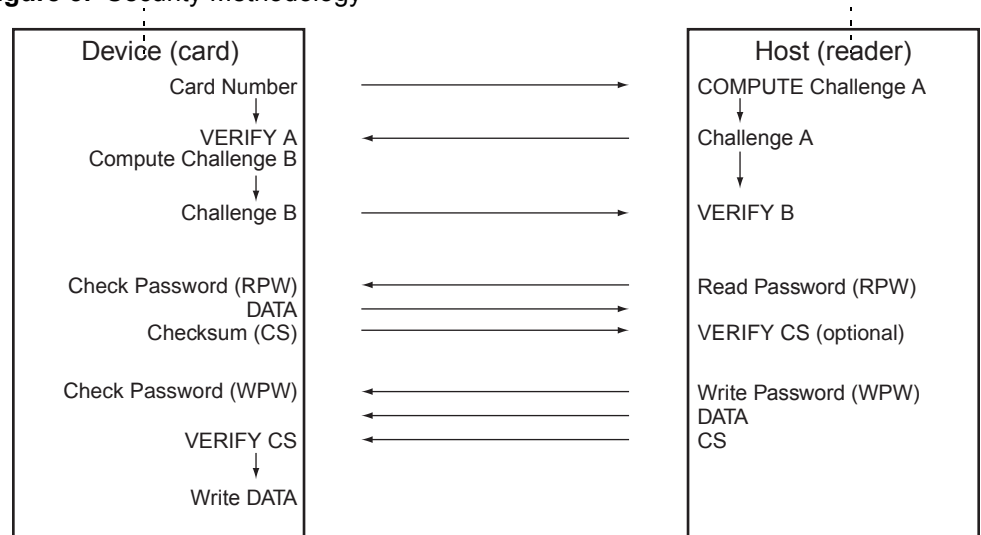 Security Methodology
Device (card)
Card Number
VERIFY A
Compute Challenge B
Challenge B
Check Password (RPW)
DATA
Checksum (CS)
Check Password (WPW)
VERIFY CS
Write DATA
Host (reader)
COMPUTE Challenge A
Challenge A
VERIFY B
Read Password (RPW)
VERIFY CS (optional)
Write Password (WPW)
DATA
CS